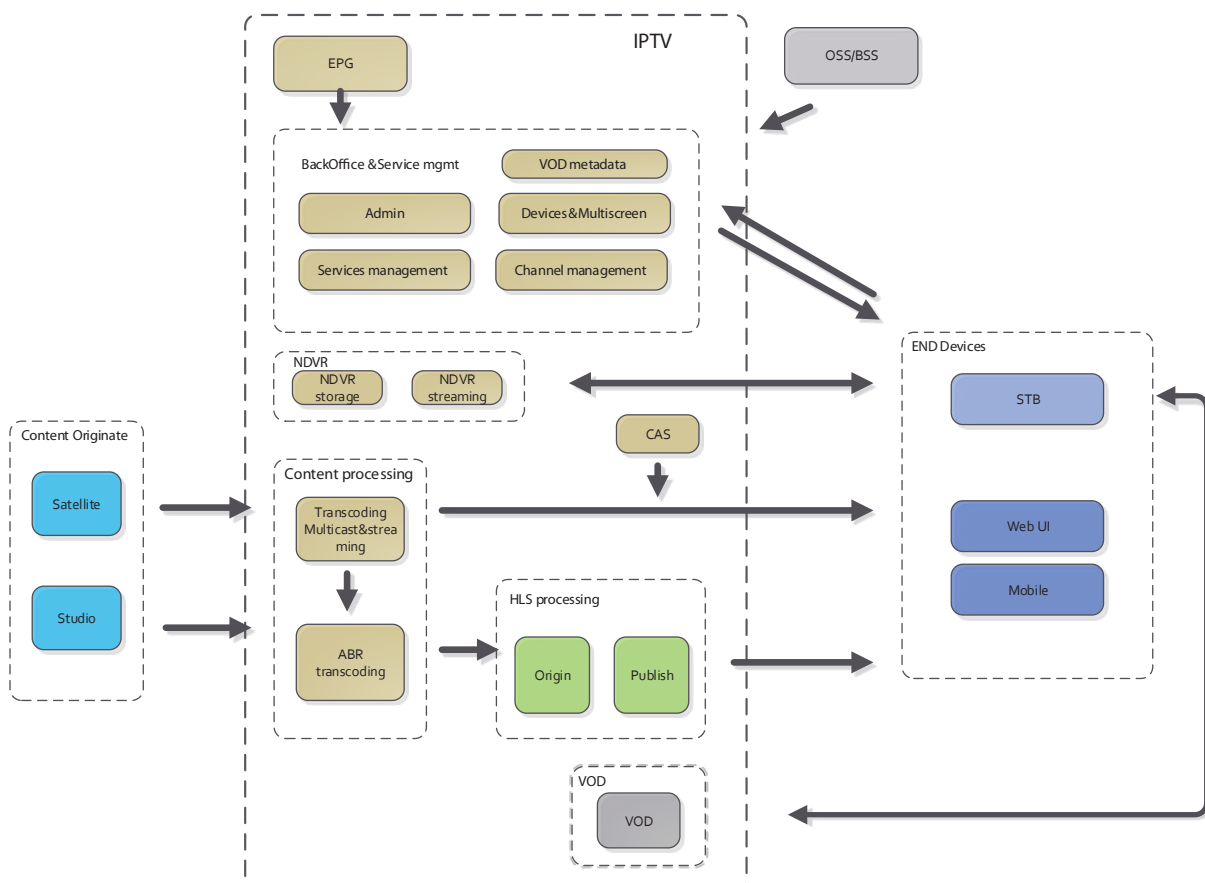 IPTV
EPG
OSS/BSS
BackOffice & Service mgmt
VOD metadata
Admin
Devices&Multiscreen
Services management
Channel management
END Devices
NDVR
NDVR
storage
NDVR
streaming
STB
CAS
Content Originate
Satellite
Studio
Content processing
Transcoding
Multicast&strea
ming
ABR
transcoding
HLS processing
Origin
Publish
Web UI
Mobile
VOD
VOD